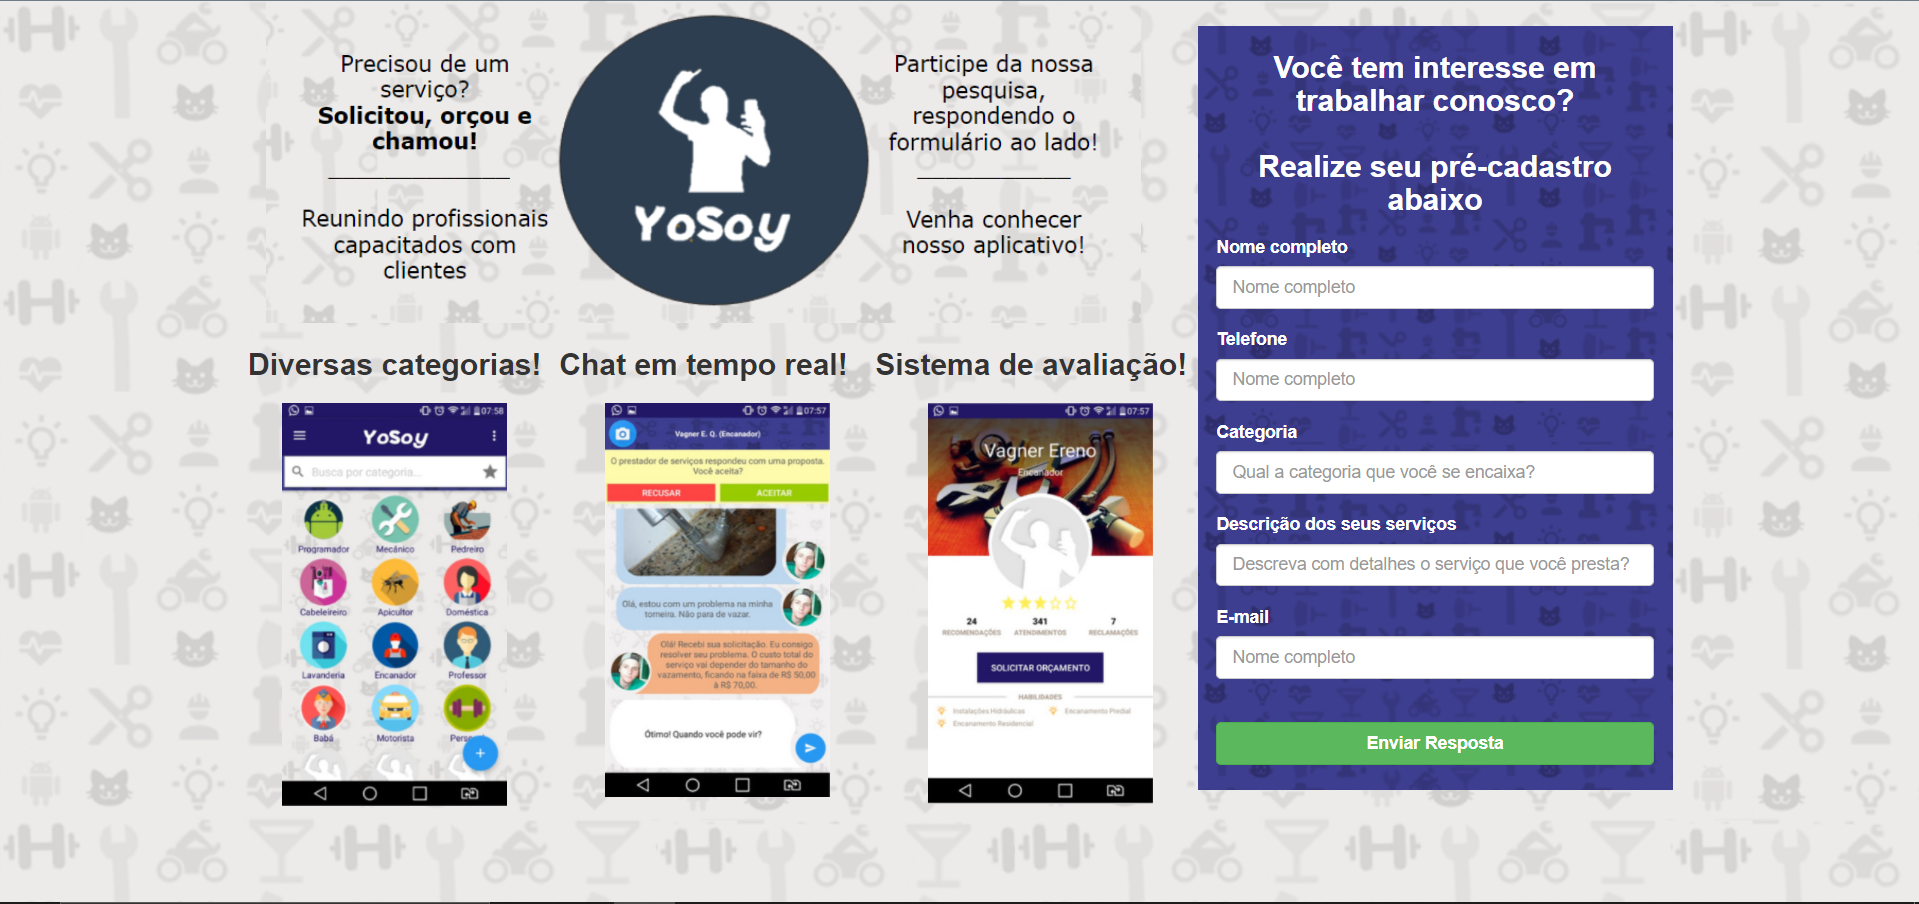 Precisou de um
serviço?
Solicitou, orçou e
chamou!
Reunindo profissionais
capacitados com
clientes
YoSoy
Participe da nossa
pesquisa,
respondendo o
formulário ao lado!
Venha conhecer
nosso aplicativo!
Diversas categorias!
07:58
YoSoy
Busca por categoria...
Programador
Mecânico
Pedreiro
Cabeleireiro
Apicultor
Doméstica
Lavanderia
Encanador
Professor
Babá
Motorista
Chat em tempo real!
07:57
Vagner E. Q. (Encanador)
O prestador de serviços respondeu com uma proposta.
Você aceita?
RECUSAR
ACEITAR
Olá, estou com um problema na minha
torneira. Não para de vazar.
Olá! Recebi sua solicitação. Eu consigo
resolver seu problema. O custo total do
serviço vai depender do tamanho do
vazamento, ficando na faixa de R$ 50,00
à R$ 70,00.
Ótimo! Quando você pode vir?
Sistema de avaliação!
07:57
Vagner Ereno
Encanador
24
RECOMENDAÇÕES
341
ATENDIMENTOS
7
RECLAMAÇÕES
SOLICITAR ORÇAMENTO
HABILIDADES
Instalações Hidráulicas
Encanamento Predial
Encanamento Residencial
Você tem interesse em
trabalhar conosco?
Realize seu pré-cadastro
abaixo
Nome completo
Nome completo
Telefone
Nome completo
Categoria
Qual a categoria que você se encaixa?
Descrição dos seus serviços
Descreva com detalhes o serviço que você presta?
E-mail
Nome completo
Enviar Resposta